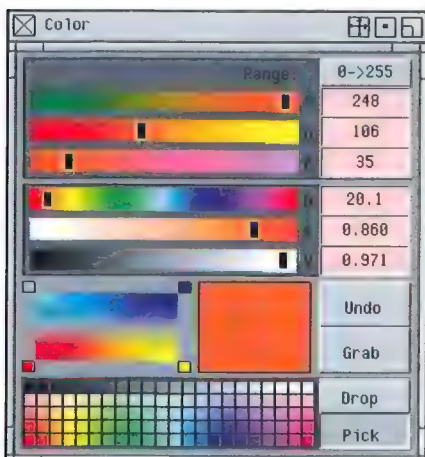 Color
Range: 0->255
248
106
35
20.1
0.860
0.971
Undo
Grab
Drop
Pick